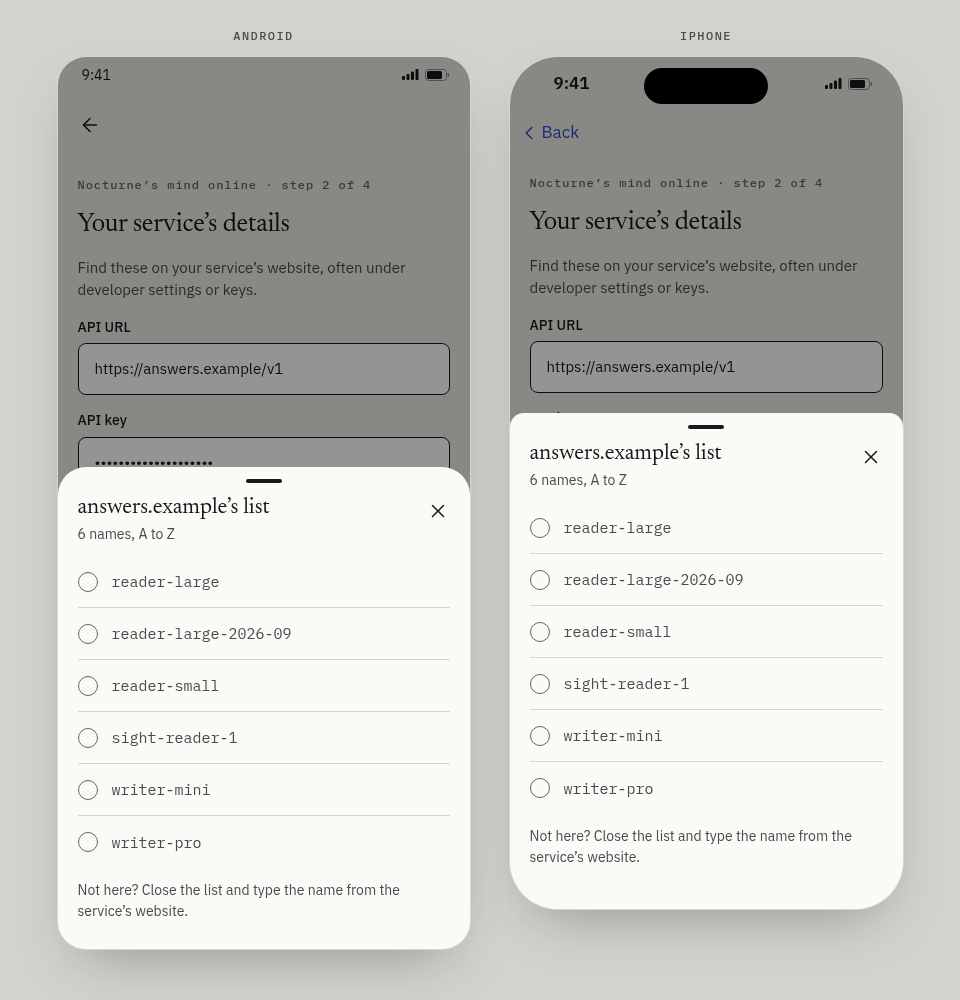 ANDROID
9:41
Nocturne’s mind online · step 2 of 4
Your service’s details
Find these on your service’s website, often under
developer settings or keys.
API URL
https://answers.example/v1
API key
••••••••••••••••••••
answers.example’s list
6 names, A to Z
reader-large
reader-large-2026-09
reader-small
sight-reader-1
writer-mini
writer-pro
Not here? Close the list and type the name from the
service’s website.
IPHONE
9:41
Back
Nocturne’s mind online · step 2 of 4
Your service’s details
Find these on your service’s website, often under
developer settings or keys.
API URL
https://answers.example/v1
answers.example’s list
6 names, A to Z
reader-large
reader-large-2026-09
reader-small
sight-reader-1
writer-mini
writer-pro
Not here? Close the list and type the name from the
service’s website.